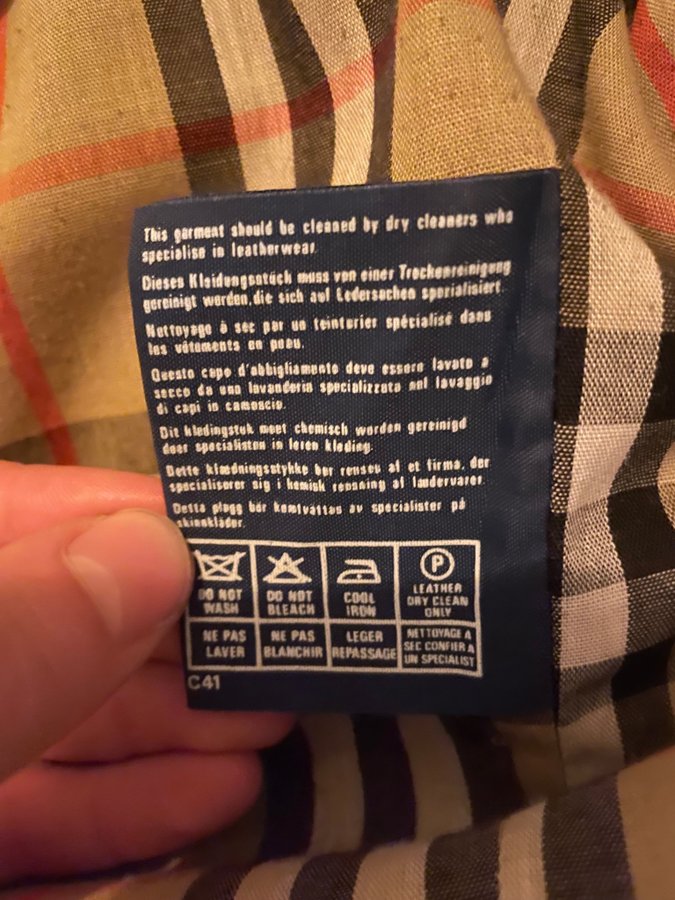 This garment should be cleaned by dry cleaners who
specialise in leatherwear.
Dieses Kleidungsstück muss von einer Trockenreinigung
gereinigt werden, die sich auf Ledersachen spezialisiert.
Nettoyage à sec par un teinturier spécialisé dans
les vêtements en peau.
Questo capo d'abbigliamento deve essere lavato a
secco da una lavanderia specializzata nel lavaggio
di capi in camoscio.
Dit kledingstuk moet chemisch worden gereinigd
door specialisten in leren kleding.
Dette klædningsstykke bør renses af et firma, der
specialiserer sig i kemisk rensning af lædervarer.
Detta plagg bör kemtvättas av specialister på
skinnkläder.
DO NOT WASH
DO NOT BLEACH
COOL IRON
P
LEATHER DRY CLEAN ONLY
NE PAS LAVER
NE PAS BLANCHIR
LEGER REPASSAGE
NETTOYAGE A SEC CONFIER A UN SPECIALIST
C41